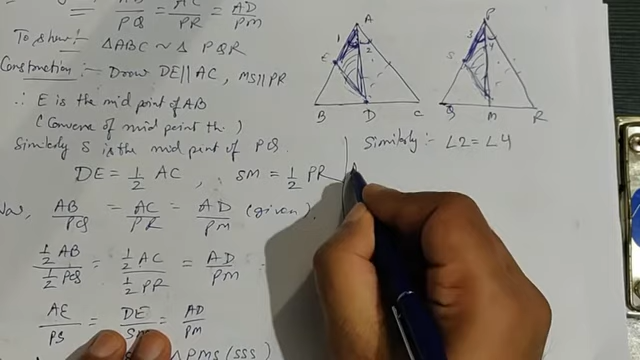 AB/PQ = AC/PR = AD/PM
To show :- ΔABC ~ Δ PQR
Construction :- Draw DE || AC, MS || PR
∴ E is the mid point of AB
(Converse of mid point th.)
Similarly S is the mid point of PQ.
DE = 1/2 AC , SM = 1/2 PR
Now, AB/PQ = AC/PR = AD/PM (given).
1/2 AB / 1/2 PQ = 1/2 AC / 1/2 PR = AD/PM
AE/PS = DE/SM = AD/PM
Δ PMS (SSS)
A
1 2
E
B D C
P
3 4
S
Q M R
Similarly :- ∠2 = ∠4